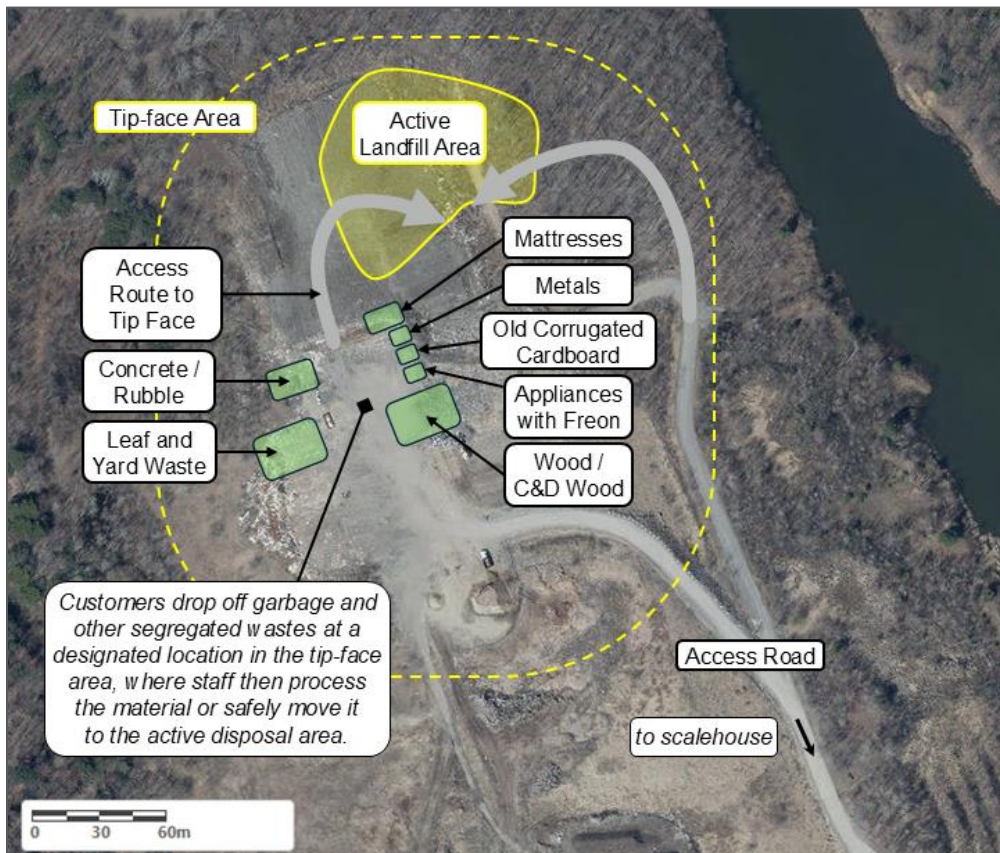 Tip-face Area
Active
Landfill Area
Mattresses
Metals
Old Corrugated
Cardboard
Appliances
with Freon
Wood /
C&D Wood
Access
Route to
Tip Face
Concrete /
Rubble
Leaf and
Yard Waste
Customers drop off garbage and
other segregated wastes at a
designated location in the tip-face
area, where staff then process
the material or safely move it
to the active disposal area.
Access Road
to scalehouse
0 30 60m